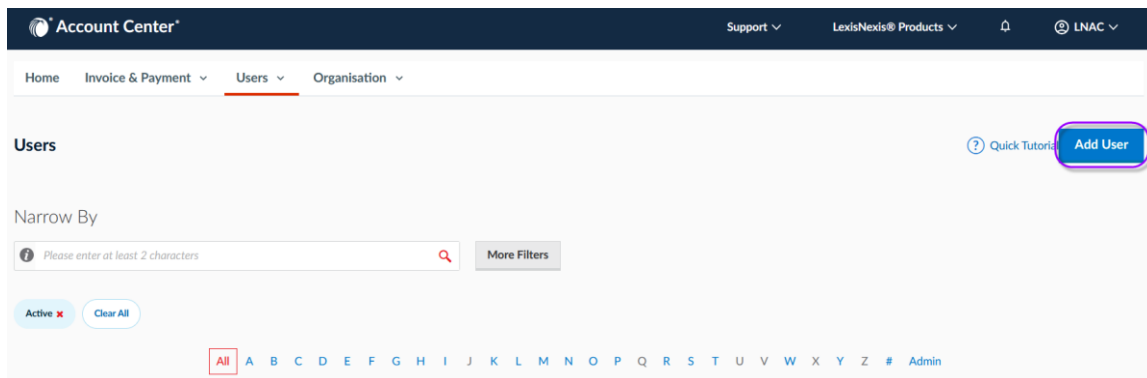 Account Center® Support LexisNexis® Products LNAC
Home Invoice & Payment Users Organisation
Users ? Quick Tutorial Add User
Narrow By
i Please enter at least 2 characters More Filters
Active x Clear All
All A B C D E F G H I J K L M N O P Q R S T U V W X Y Z # Admin